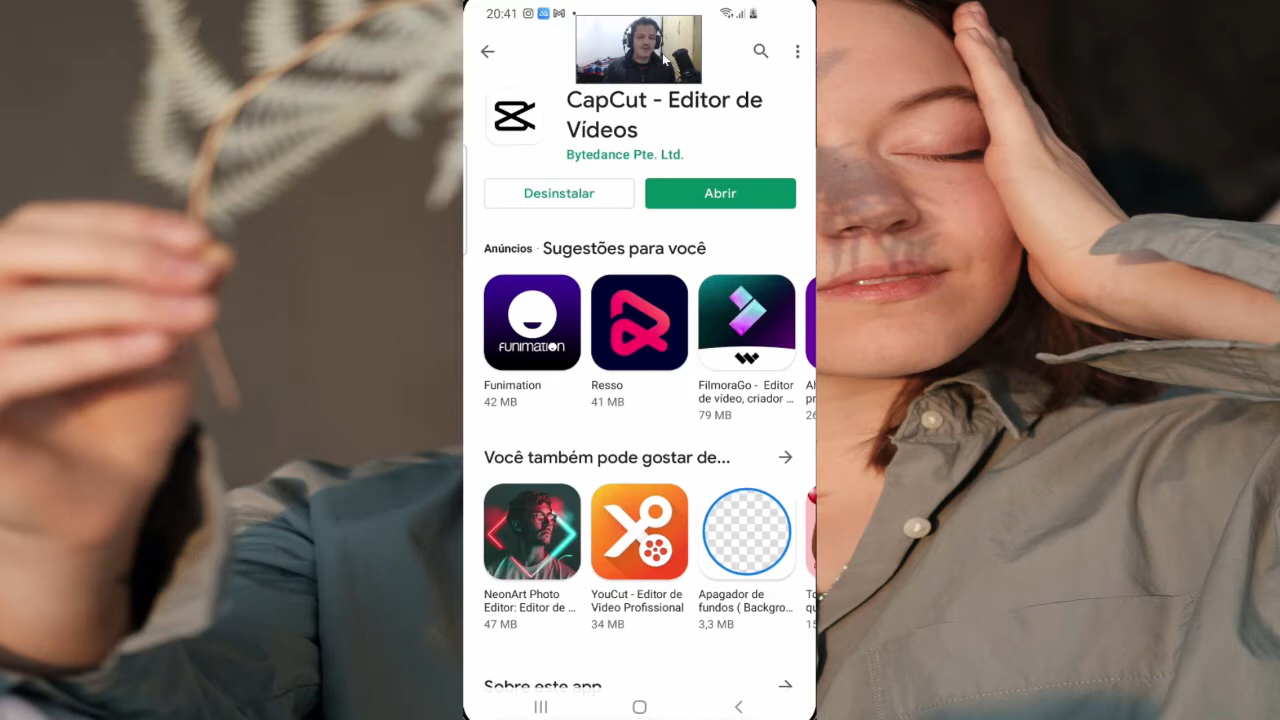 20:41
CapCut - Editor de
Vídeos
Bytedance Pte. Ltd.
Desinstalar
Abrir
Anúncios · Sugestões para você
FUNIMATION
Funimation
42 MB
Resso
41 MB
FilmoraGo - Editor
de vídeo, criador ...
79 MB
Você também pode gostar de...
NeonArt Photo
Editor: Editor de ...
47 MB
YouCut - Editor de
Video Profissional
34 MB
Apagador de
fundos ( Backgro...
3,3 MB
Sobre este app